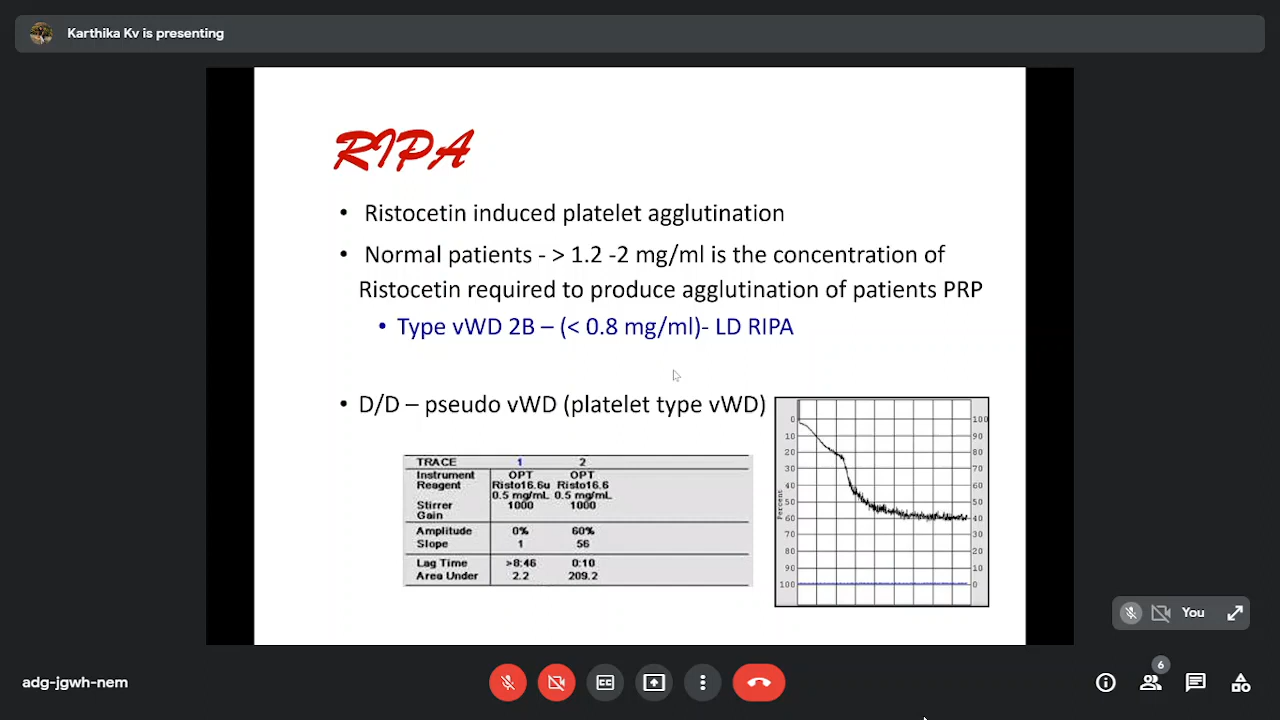 Karthika Kv is presenting
RIPA
• Ristocetin induced platelet agglutination
• Normal patients - > 1.2 -2 mg/ml is the concentration of
Ristocetin required to produce agglutination of patients PRP
• Type vWD 2B – (< 0.8 mg/ml)- LD RIPA
• D/D – pseudo vWD (platelet type vWD)
TRACE 1 2
Instrument OPT OPT
Reagent Risto16.6u Risto16.6
0.5 mg/mL 0.5 mg/mL
Stirrer 1000 1000
Gain
Amplitude 0% 60%
Slope 1 56
Lag Time >8:46 0:10
Area Under 2.2 209.2
Percent
0 100
10 90
20 80
30 70
40 60
50 50
60 40
70 30
80 20
90 10
100 0
You
adg-jgwh-nem
CC
6